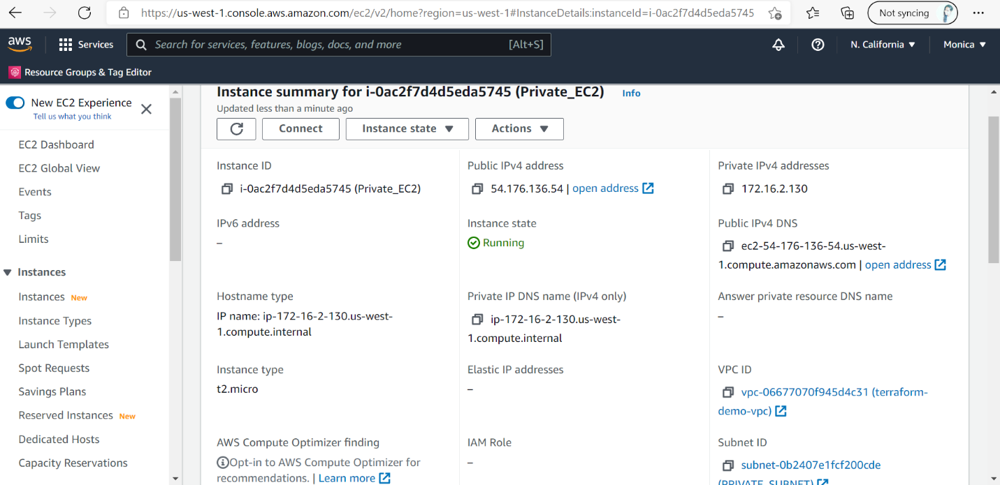 https://us-west-1.console.aws.amazon.com/ec2/v2/home?region=us-west-1#InstanceDetails:instanceId=i-0ac2f7d4d5eda5745
Not syncing
aws
Services
Search for services, features, blogs, docs, and more
[Alt+S]
N. California
Monica
Resource Groups & Tag Editor
New EC2 Experience
Tell us what you think
EC2 Dashboard
EC2 Global View
Events
Tags
Limits
Instances
Instances New
Instance Types
Launch Templates
Spot Requests
Savings Plans
Reserved Instances New
Dedicated Hosts
Capacity Reservations
Instance summary for i-0ac2f7d4d5eda5745 (Private_EC2) Info
Updated less than a minute ago
Connect
Instance state
Actions
Instance ID
i-0ac2f7d4d5eda5745 (Private_EC2)
Public IPv4 address
54.176.136.54 | open address
Private IPv4 addresses
172.16.2.130
IPv6 address
–
Instance state
Running
Public IPv4 DNS
ec2-54-176-136-54.us-west-
1.compute.amazonaws.com | open address
Hostname type
IP name: ip-172-16-2-130.us-west-
1.compute.internal
Private IP DNS name (IPv4 only)
ip-172-16-2-130.us-west-
1.compute.internal
Answer private resource DNS name
–
Instance type
t2.micro
Elastic IP addresses
–
VPC ID
vpc-06677070f945d4c31 (terraform-
demo-vpc)
AWS Compute Optimizer finding
Opt-in to AWS Compute Optimizer for
recommendations. | Learn more
IAM Role
–
Subnet ID
subnet-0b2407e1fcf200cde
(PRIVATE_SUBNET)